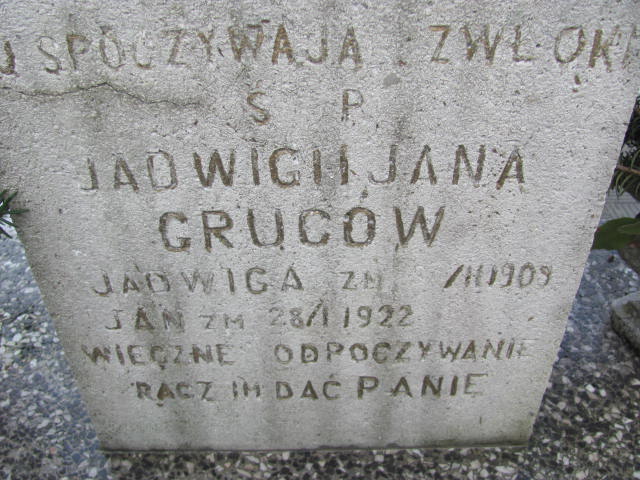 SPOCZYWAJĄ ZWŁOKI
Ś P
JADWIGI I JANA
GRUCÓW
JADWIGA ZM /II 1909
JAN ZM 28/I 1922
WIECZNE ODPOCZYWANIE
RACZ IM DAĆ PANIE